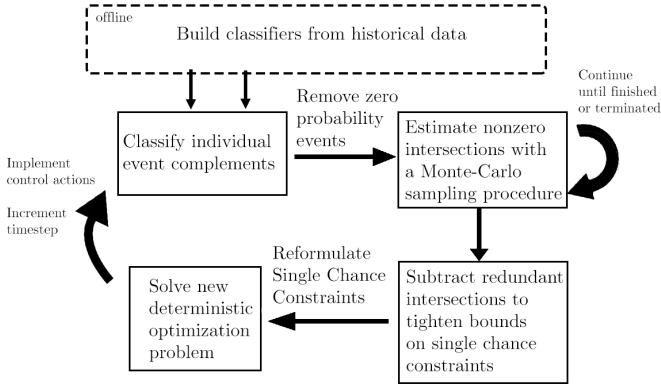 offline
Build classifiers from historical data
Continue
until finished
or terminated
Remove zero
probability
events
Classify individual
event complements
Estimate nonzero
intersections with
a Monte-Carlo
sampling procedure
Implement
control actions
Increment
timestep
Reformulate
Single Chance
Constraints
Solve new
deterministic
optimization
problem
Subtract redundant
intersections to
tighten bounds
on single chance
constraints